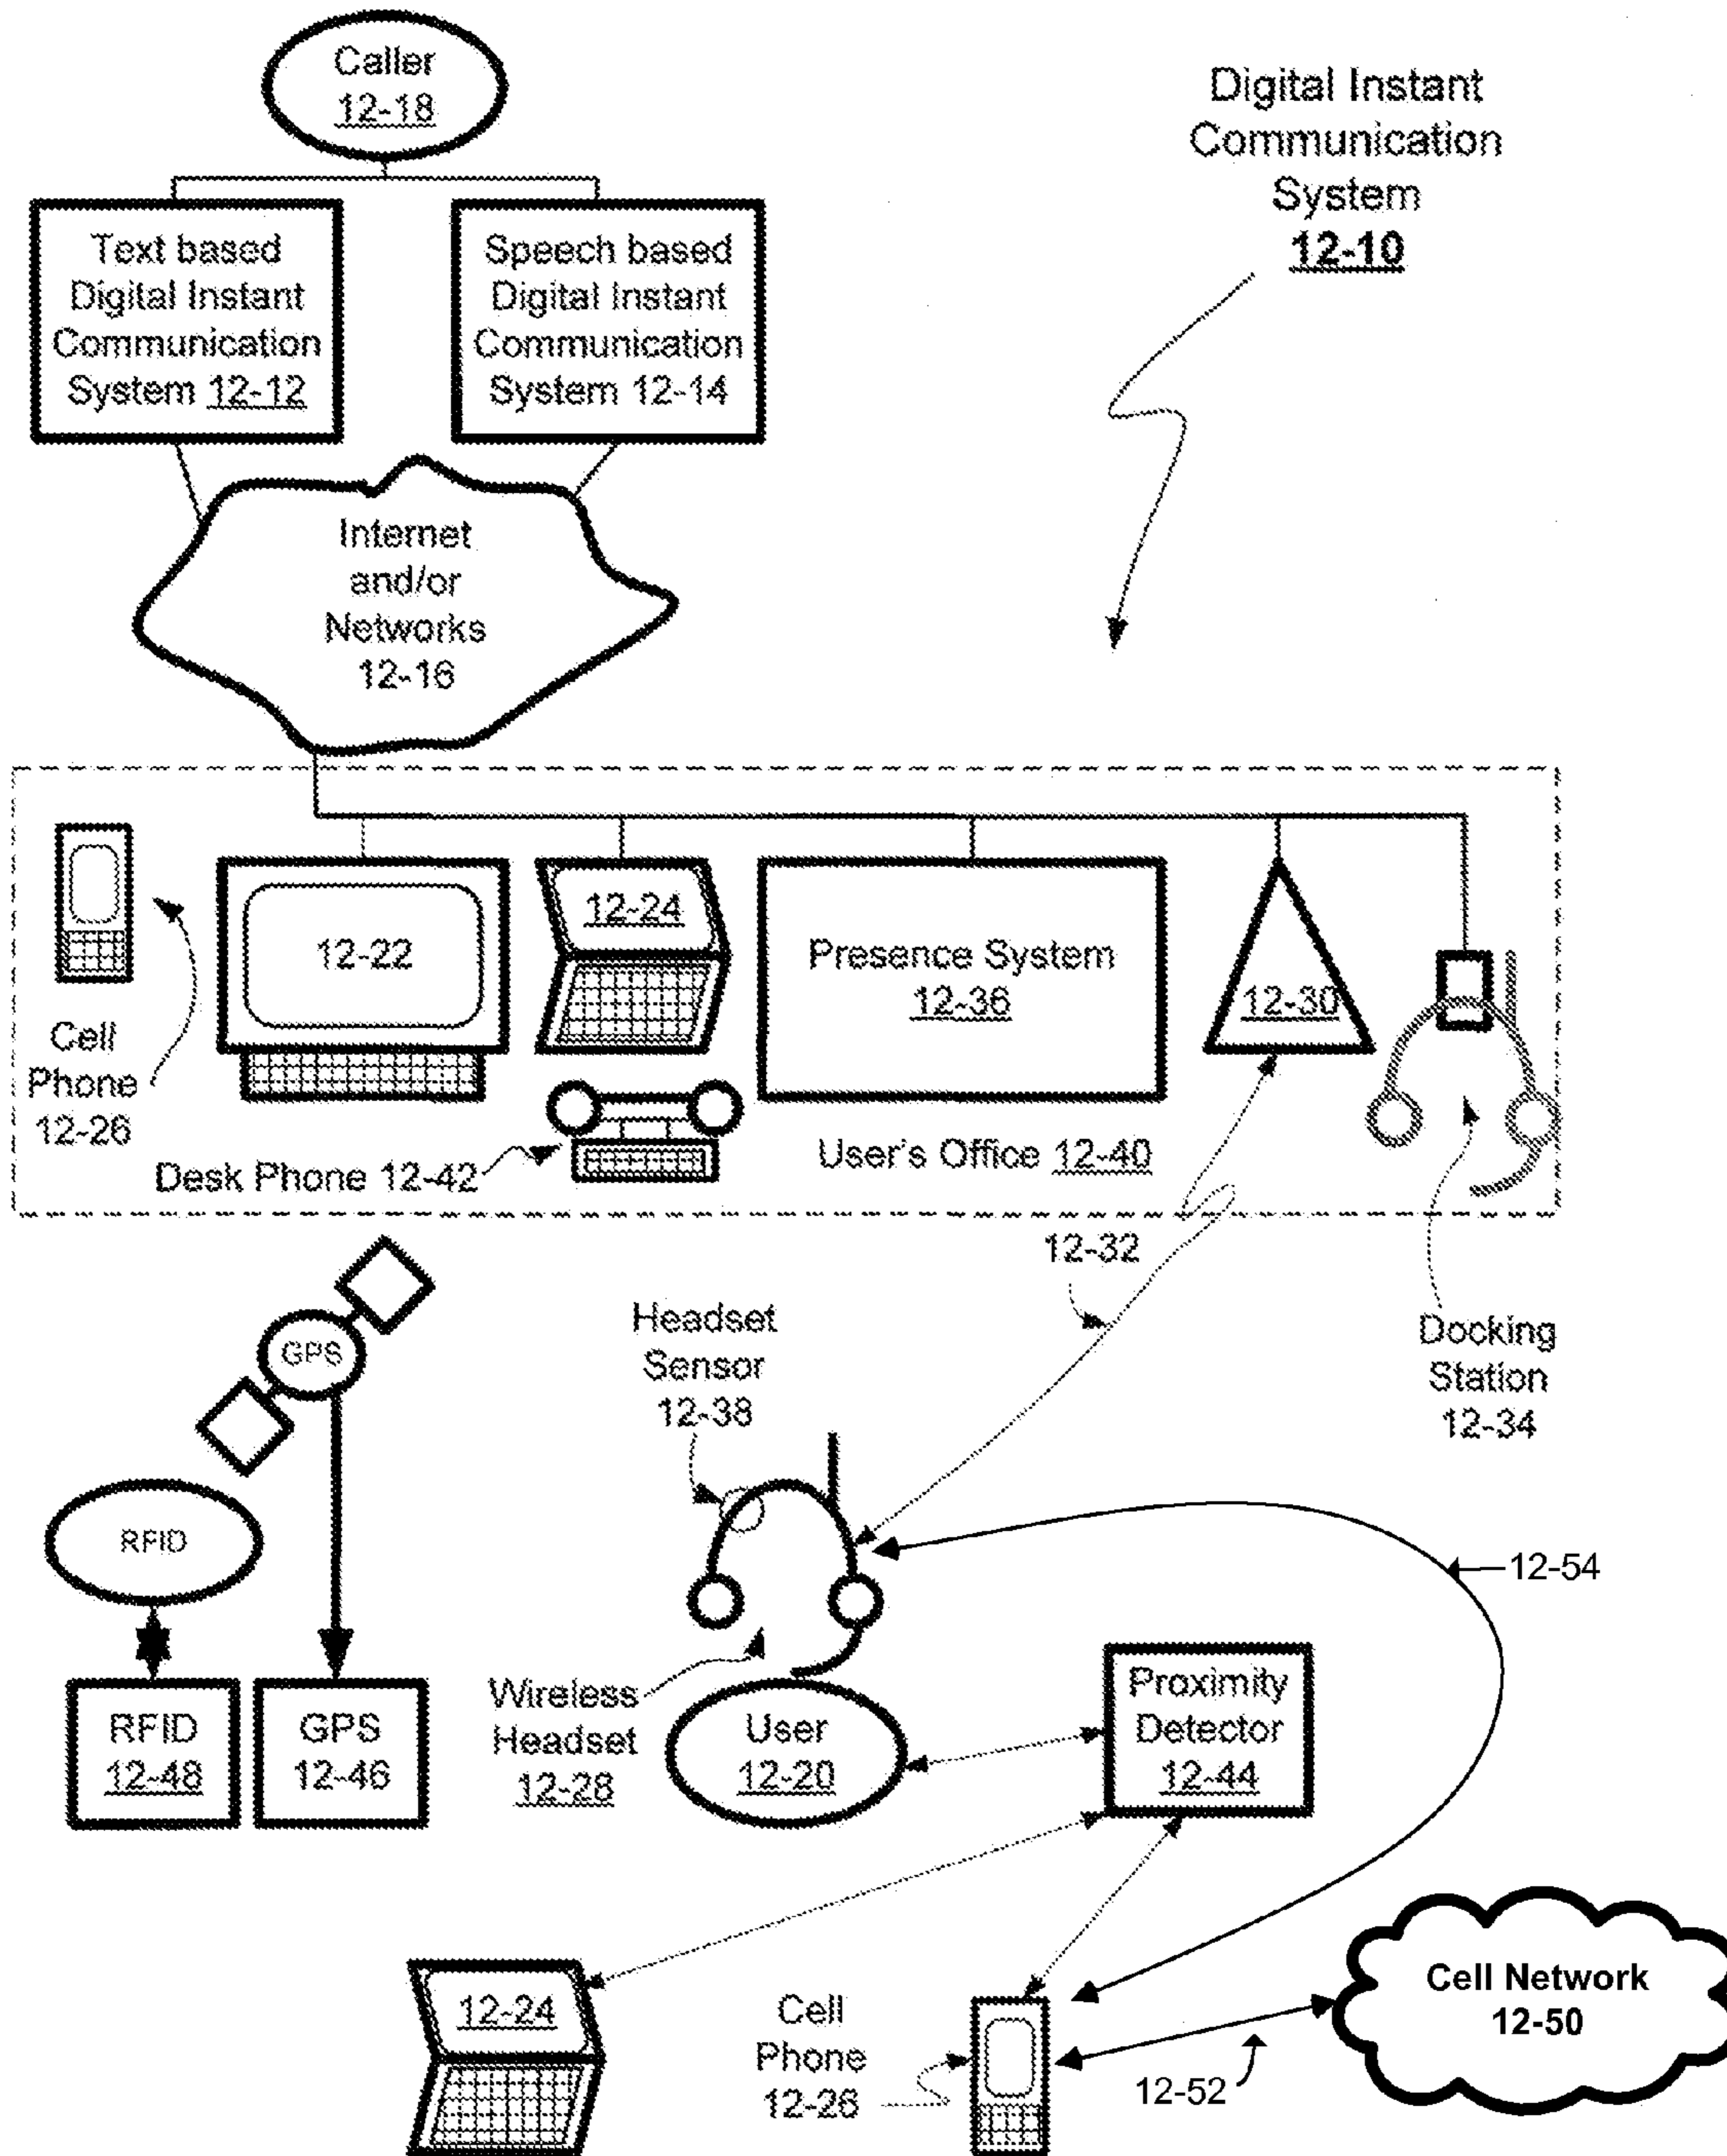 Caller
12-18
Digital Instant
Communication
System
12-10
Text based
Digital Instant
Communication
System 12-12
Speech based
Digital Instant
Communication
System 12-14
Internet
and/or
Networks
12-16
12-22
12-24
Presence System
12-36
12-30
Cell
Phone
12-26
Desk Phone 12-42
User's Office 12-40
12-32
GPS
Headset
Sensor
12-38
Docking
Station
12-34
RFID
12-54
RFID
12-48
GPS
12-46
Wireless
Headset
12-28
User
12-20
Proximity
Detector
12-44
12-24
Cell
Phone
12-26
12-52
Cell Network
12-50